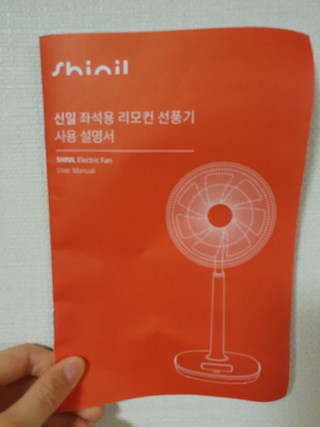 shinil
신일 좌석용 리모컨 선풍기
사용 설명서
SHINIL Electric Fan
User Manual